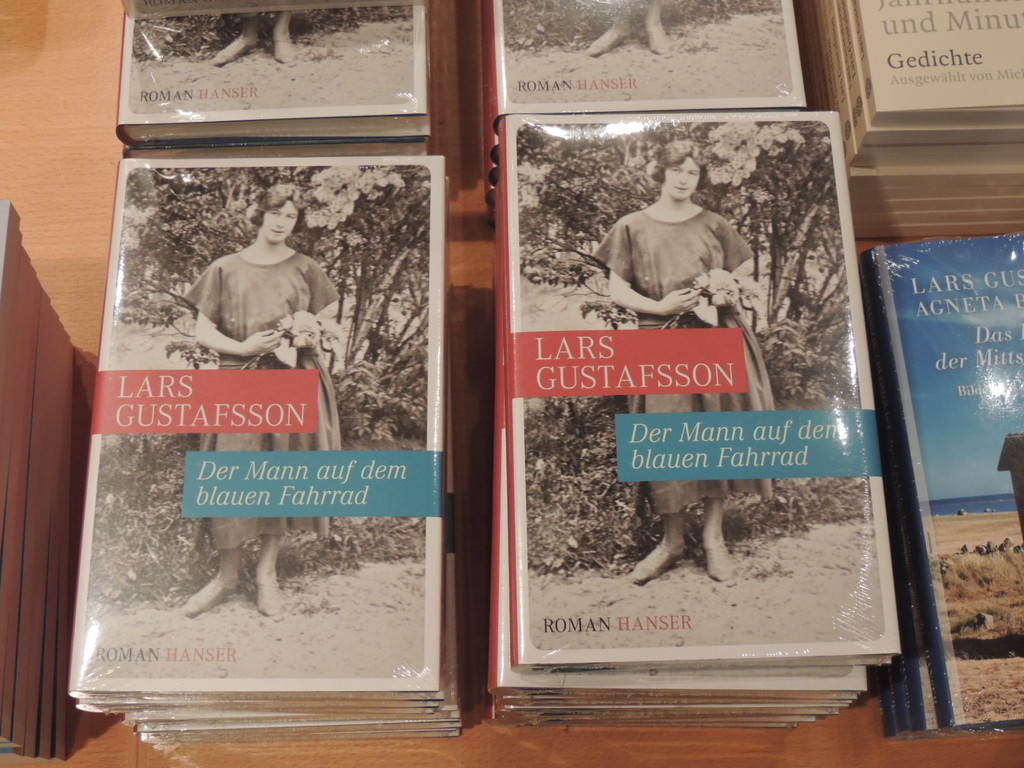 ROMAN HANSER
ROMAN HANSER
und Minu
Gedichte
Ausgewählt von Mich
LARS
GUSTAFSSON
Der Mann auf dem
blauen Fahrrad
ROMAN HANSER
LARS
GUSTAFSSON
Der Mann auf dem
blauen Fahrrad
ROMAN HANSER
LARS GUS
AGNETA
Das
der Mitts